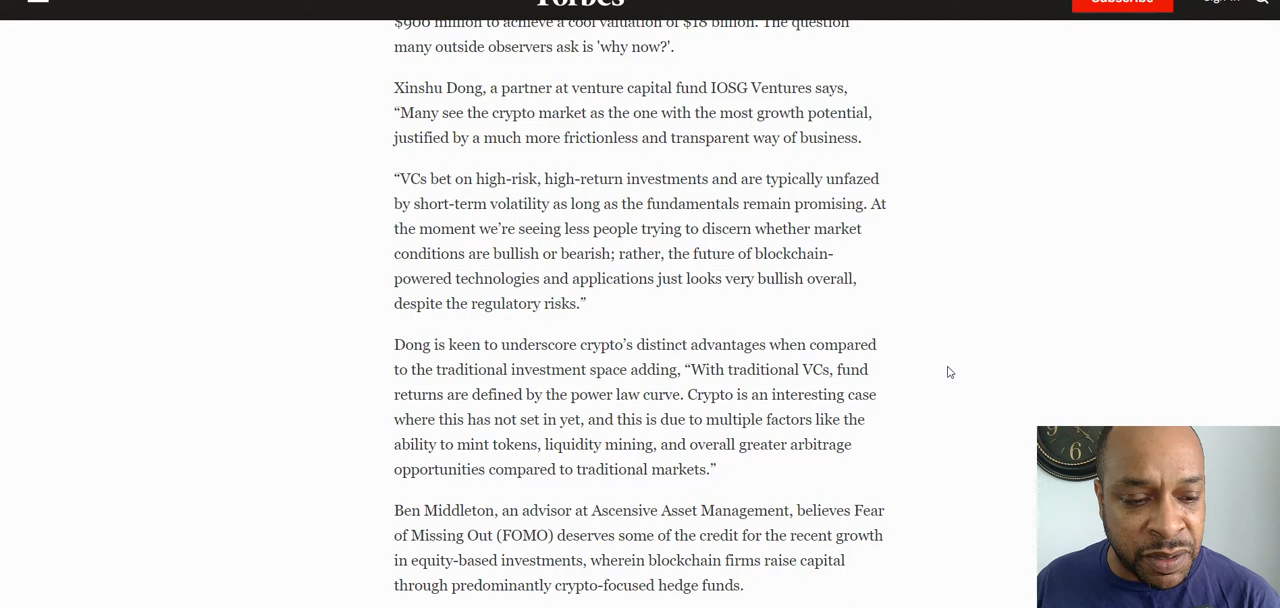 Forbes
Subscribe
Sign In
$900 million to achieve a cool valuation of $18 billion. The question
many outside observers ask is 'why now?'.
Xinshu Dong, a partner at venture capital fund IOSG Ventures says,
“Many see the crypto market as the one with the most growth potential,
justified by a much more frictionless and transparent way of business.
“VCs bet on high-risk, high-return investments and are typically unfazed
by short-term volatility as long as the fundamentals remain promising. At
the moment we’re seeing less people trying to discern whether market
conditions are bullish or bearish; rather, the future of blockchain-
powered technologies and applications just looks very bullish overall,
despite the regulatory risks.”
Dong is keen to underscore crypto’s distinct advantages when compared
to the traditional investment space adding, “With traditional VCs, fund
returns are defined by the power law curve. Crypto is an interesting case
where this has not set in yet, and this is due to multiple factors like the
ability to mint tokens, liquidity mining, and overall greater arbitrage
opportunities compared to traditional markets.”
Ben Middleton, an advisor at Ascensive Asset Management, believes Fear
of Missing Out (FOMO) deserves some of the credit for the recent growth
in equity-based investments, wherein blockchain firms raise capital
through predominantly crypto-focused hedge funds.
9
6